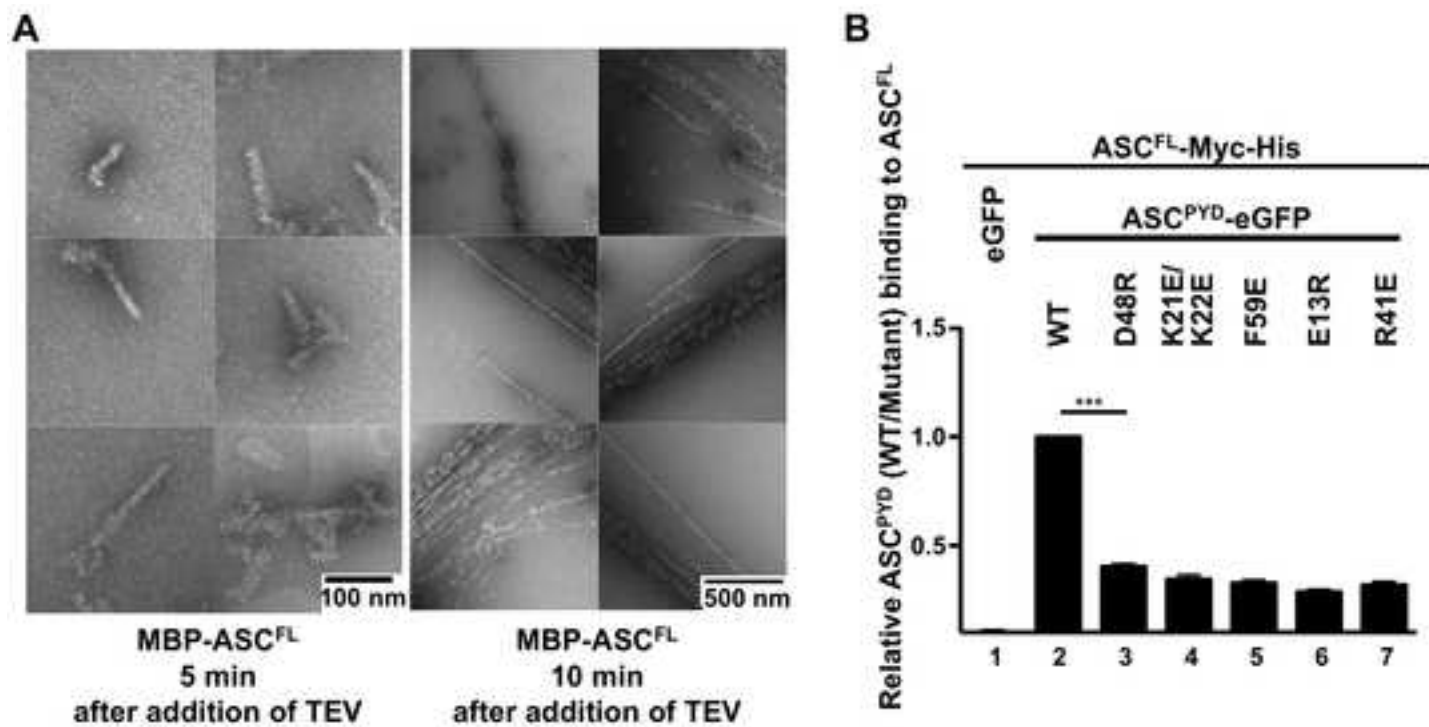 A
100 nm
500 nm
MBP-ASC^FL
5 min
after addition of TEV
MBP-ASC^FL
10 min
after addition of TEV
B
Relative ASC^PYD (WT/Mutant) binding to ASC^FL
ASC^FL-Myc-His
eGFP
ASC^PYD-eGFP
WT
D48R
K21E/
K22E
F59E
E13R
R41E
1.5
***
1.0
0.5
1 2 3 4 5 6 7